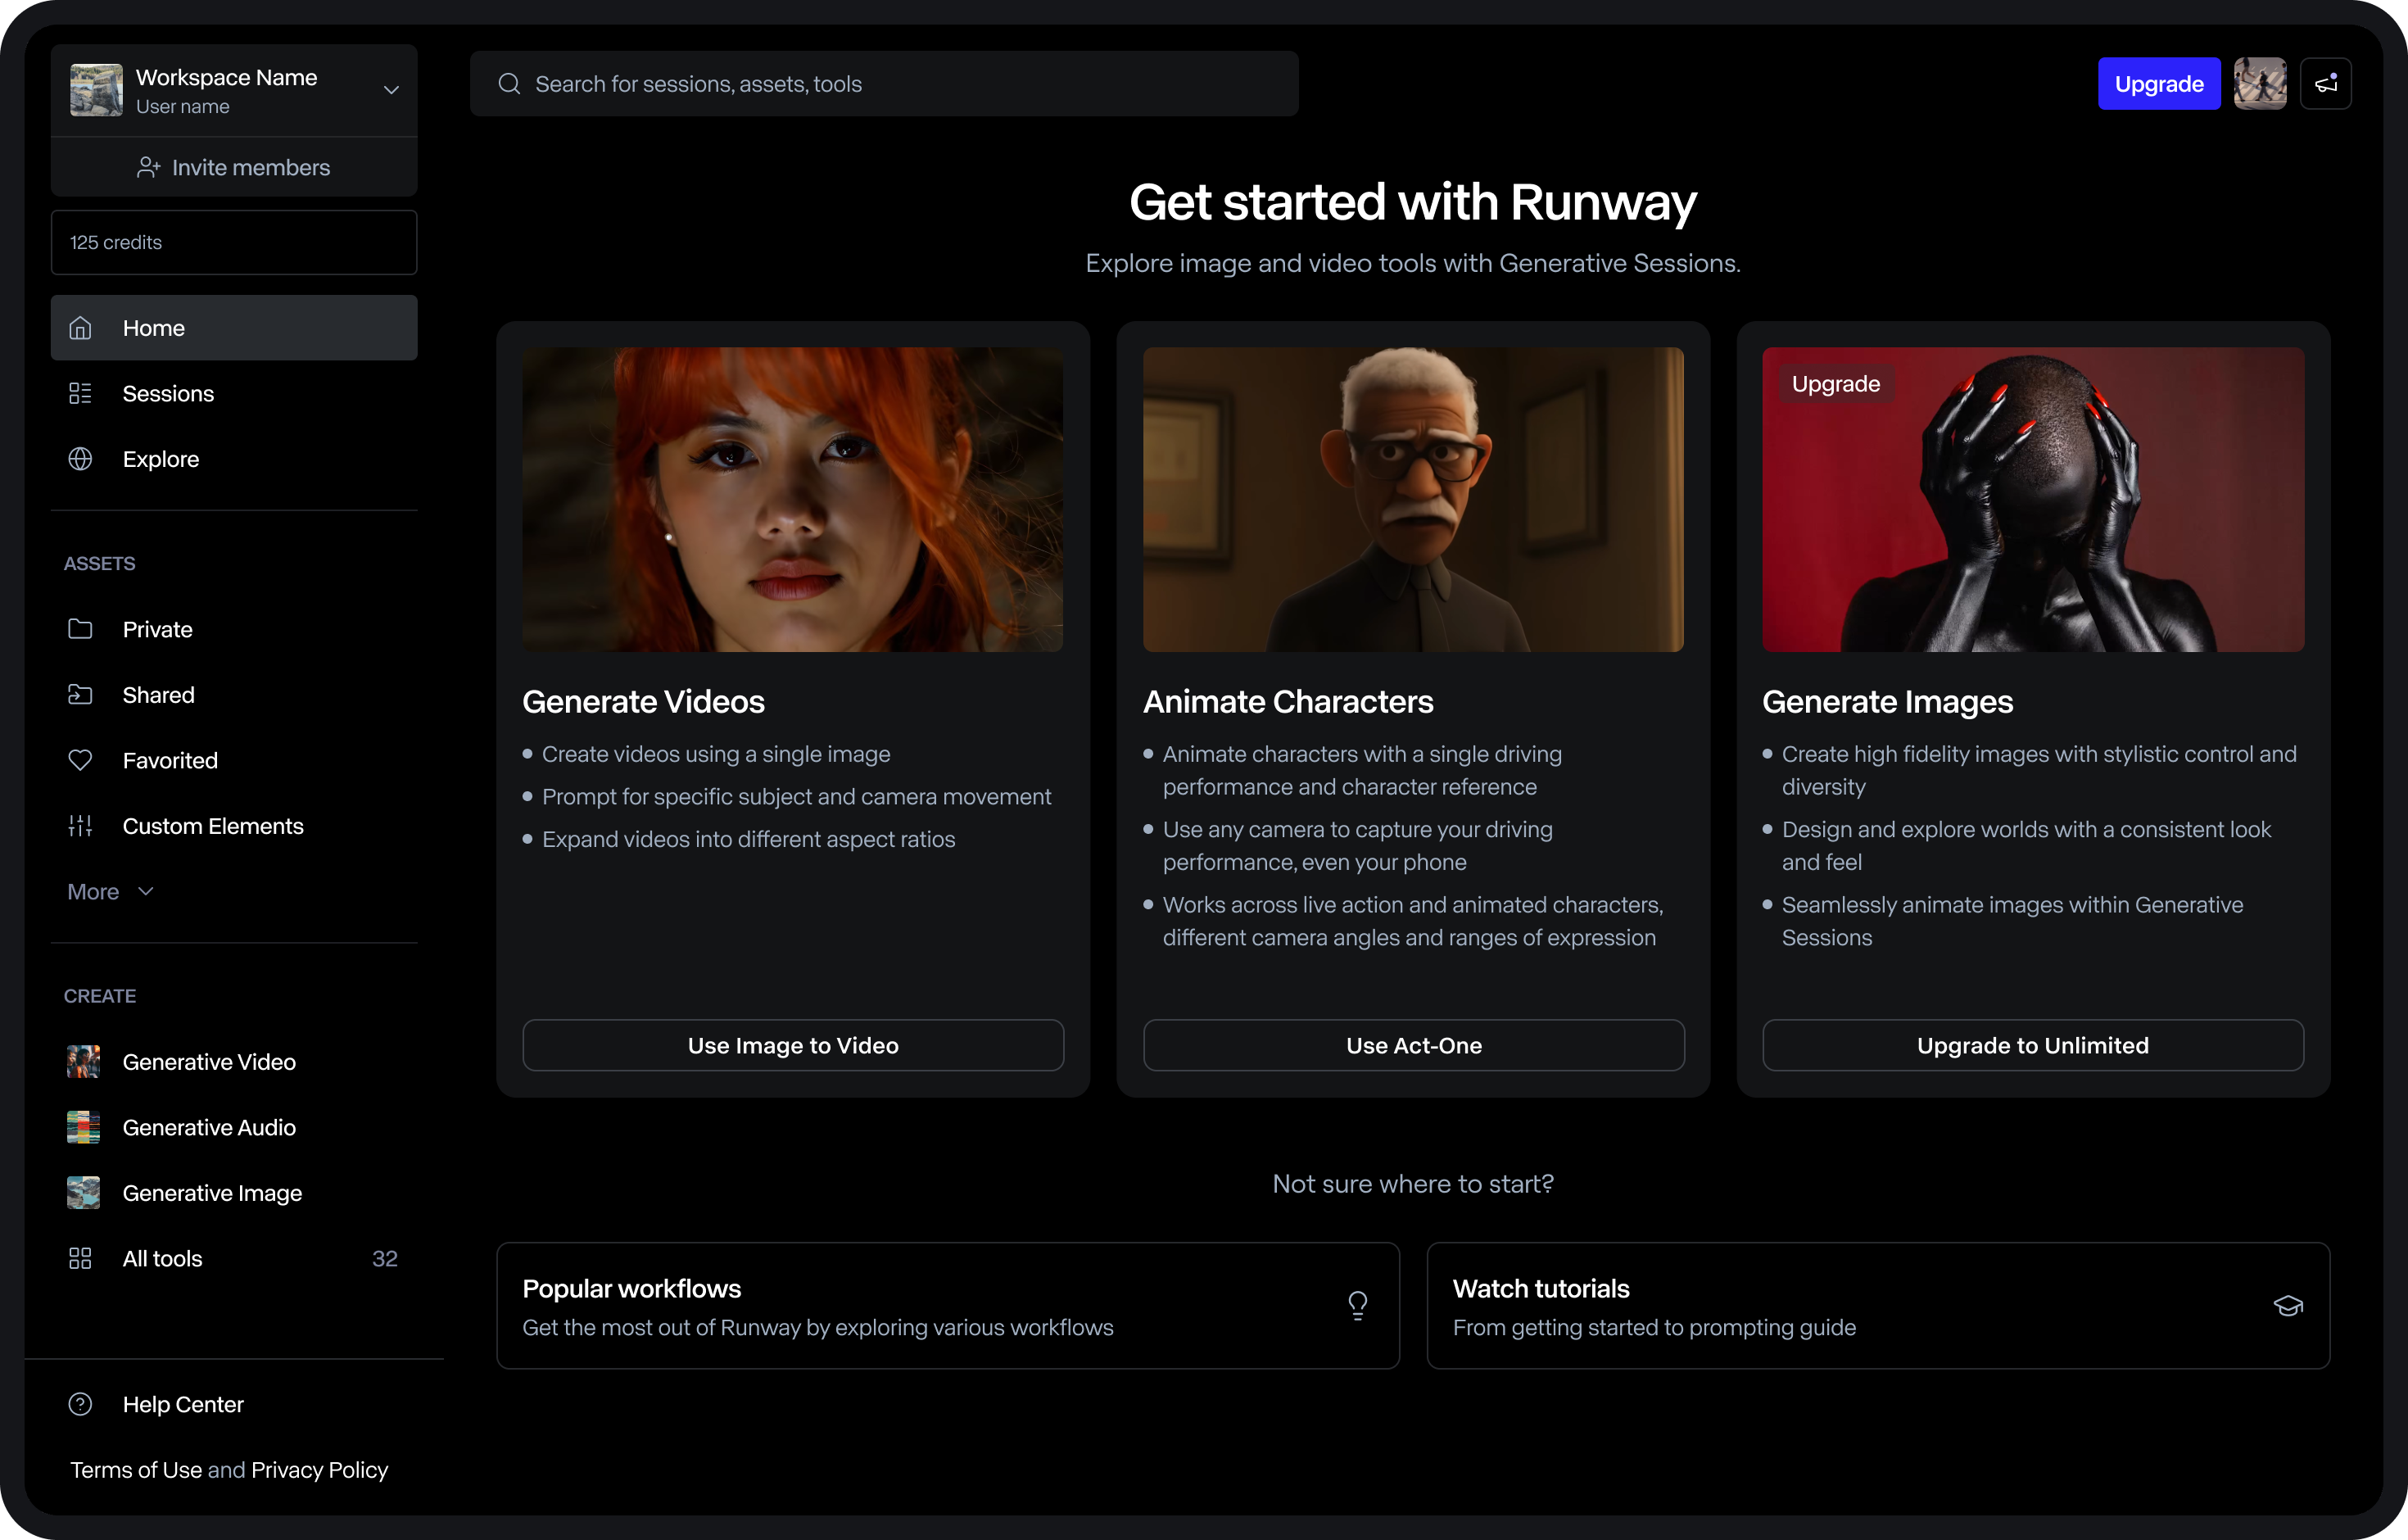 Workspace Name
User name
Invite members
125 credits
Home
Sessions
Explore
ASSETS
Private
Shared
Favorited
Custom Elements
More
CREATE
Generative Video
Generative Audio
Generative Image
All tools 32
Help Center
Terms of Use and Privacy Policy
Search for sessions, assets, tools
Upgrade
Get started with Runway
Explore image and video tools with Generative Sessions.
Generate Videos
Create videos using a single image
Prompt for specific subject and camera movement
Expand videos into different aspect ratios
Use Image to Video
Animate Characters
Animate characters with a single driving
performance and character reference
Use any camera to capture your driving
performance, even your phone
Works across live action and animated characters,
different camera angles and ranges of expression
Use Act-One
Upgrade
Generate Images
Create high fidelity images with stylistic control and
diversity
Design and explore worlds with a consistent look
and feel
Seamlessly animate images within Generative
Sessions
Upgrade to Unlimited
Not sure where to start?
Popular workflows
Get the most out of Runway by exploring various workflows
Watch tutorials
From getting started to prompting guide